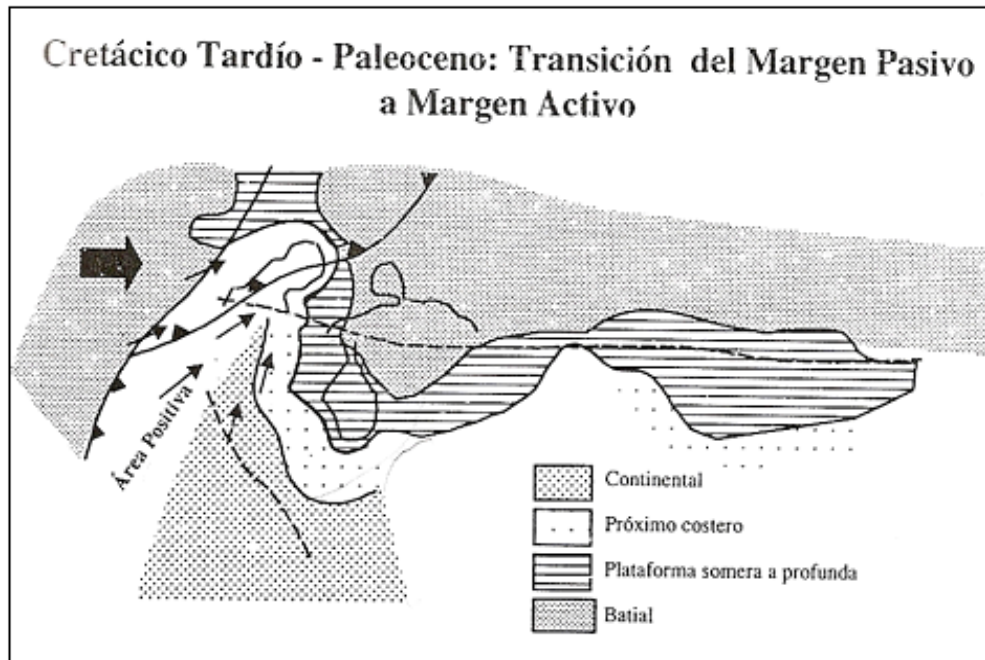 Cretácico Tardío - Paleoceno: Transición del Margen Pasivo
a Margen Activo
Área Positiva
Continental
Próximo costero
Plataforma somera a profunda
Batial